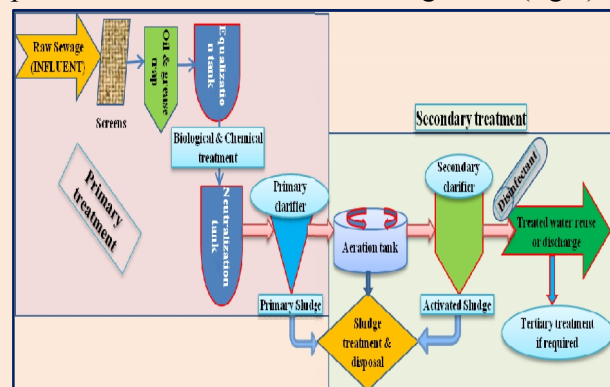 Raw Sewage
(INFLUENT)
Screens
Oil & grease
trap
Equalizatio
n tank
Biological & Chemical
treatment
Neutralization
tank
Primary
treatment
Primary
clarifier
Primary Sludge
Secondary treatment
Aeration tank
Secondary
clarifier
Activated Sludge
Disinfectant
Treated water reuse
or discharge
Tertiary treatment
if required
Sludge
treatment &
disposal